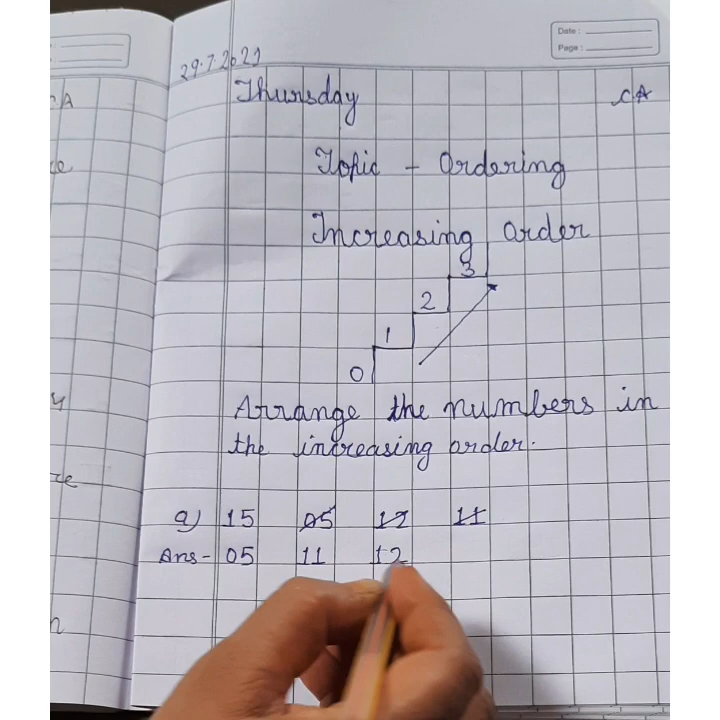 Date :
Page :
29.7.2021
Thursday
C.A
Topic - Ordering
Increasing order
3
2
1
0
Arrange the numbers in
the increasing order.
a) 15 05 12 11
Ans- 05 11 12